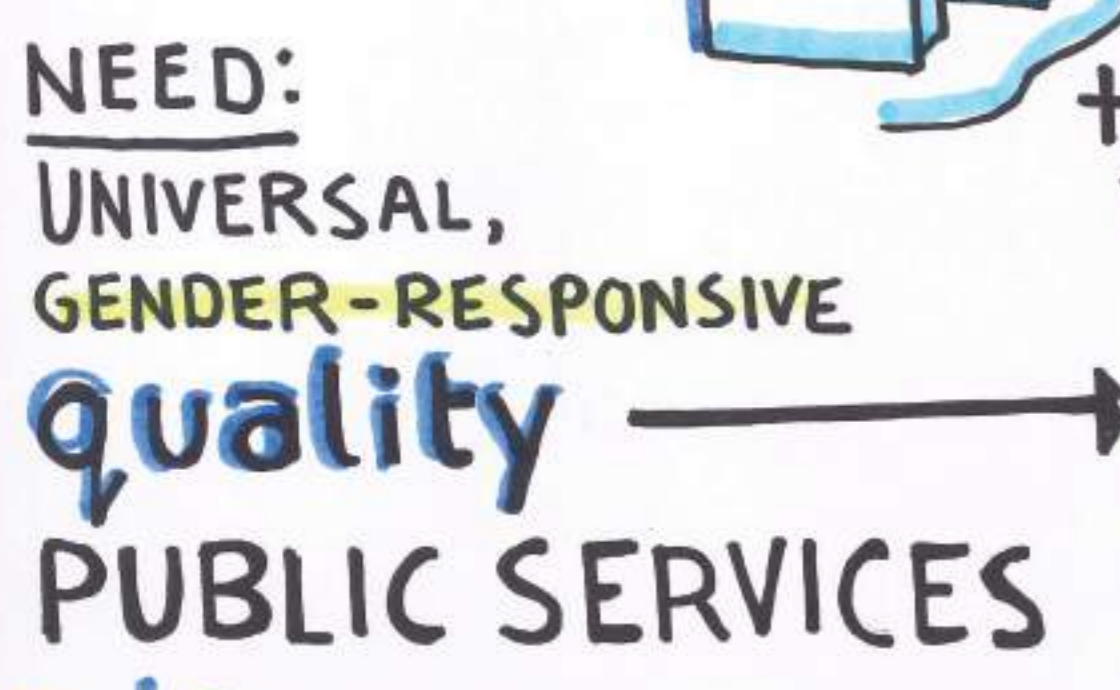 NEED:
UNIVERSAL,
GENDER-RESPONSIVE
quality
PUBLIC SERVICES